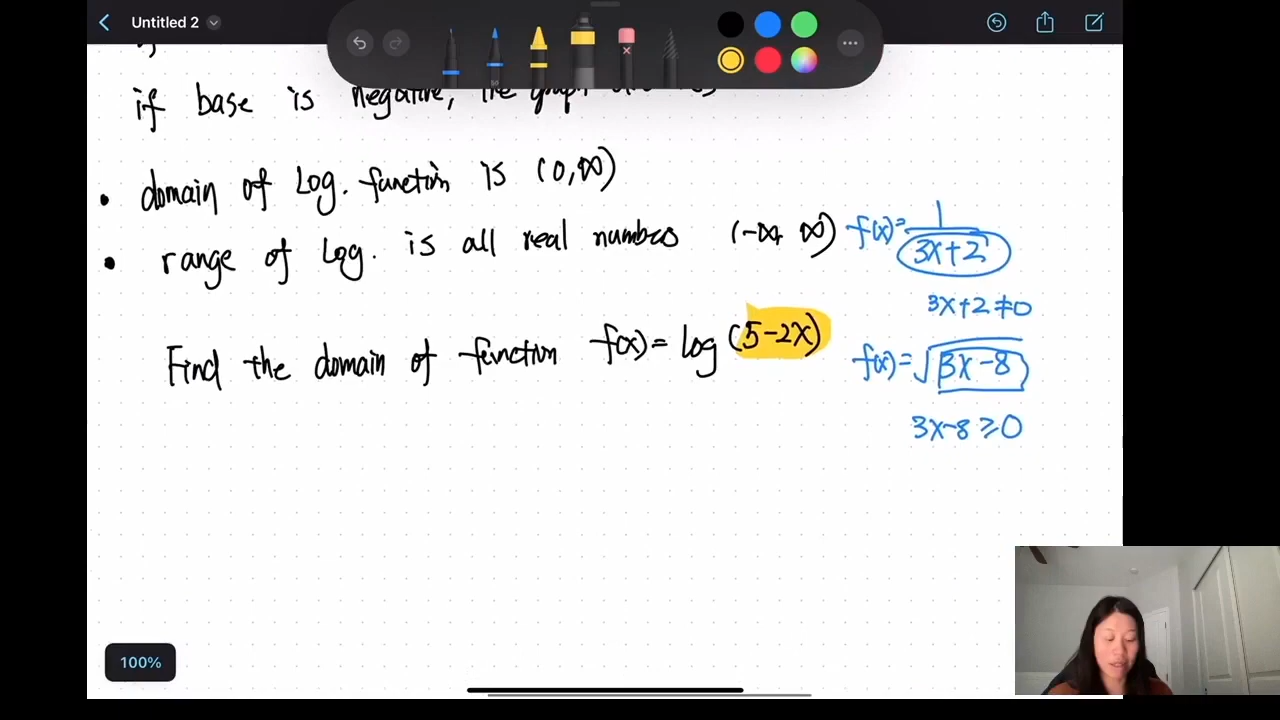 Untitled 2
if base is negative, the graph
• domain of Log. function is (0,∞)
• range of Log. is all real numbers (-∞, ∞)
f(x)= 1/(3x+2)
3x+2≠0
Find the domain of function f(x)= log (5-2x)
f(x)=√(3x-8)
3x-8≥0
100%